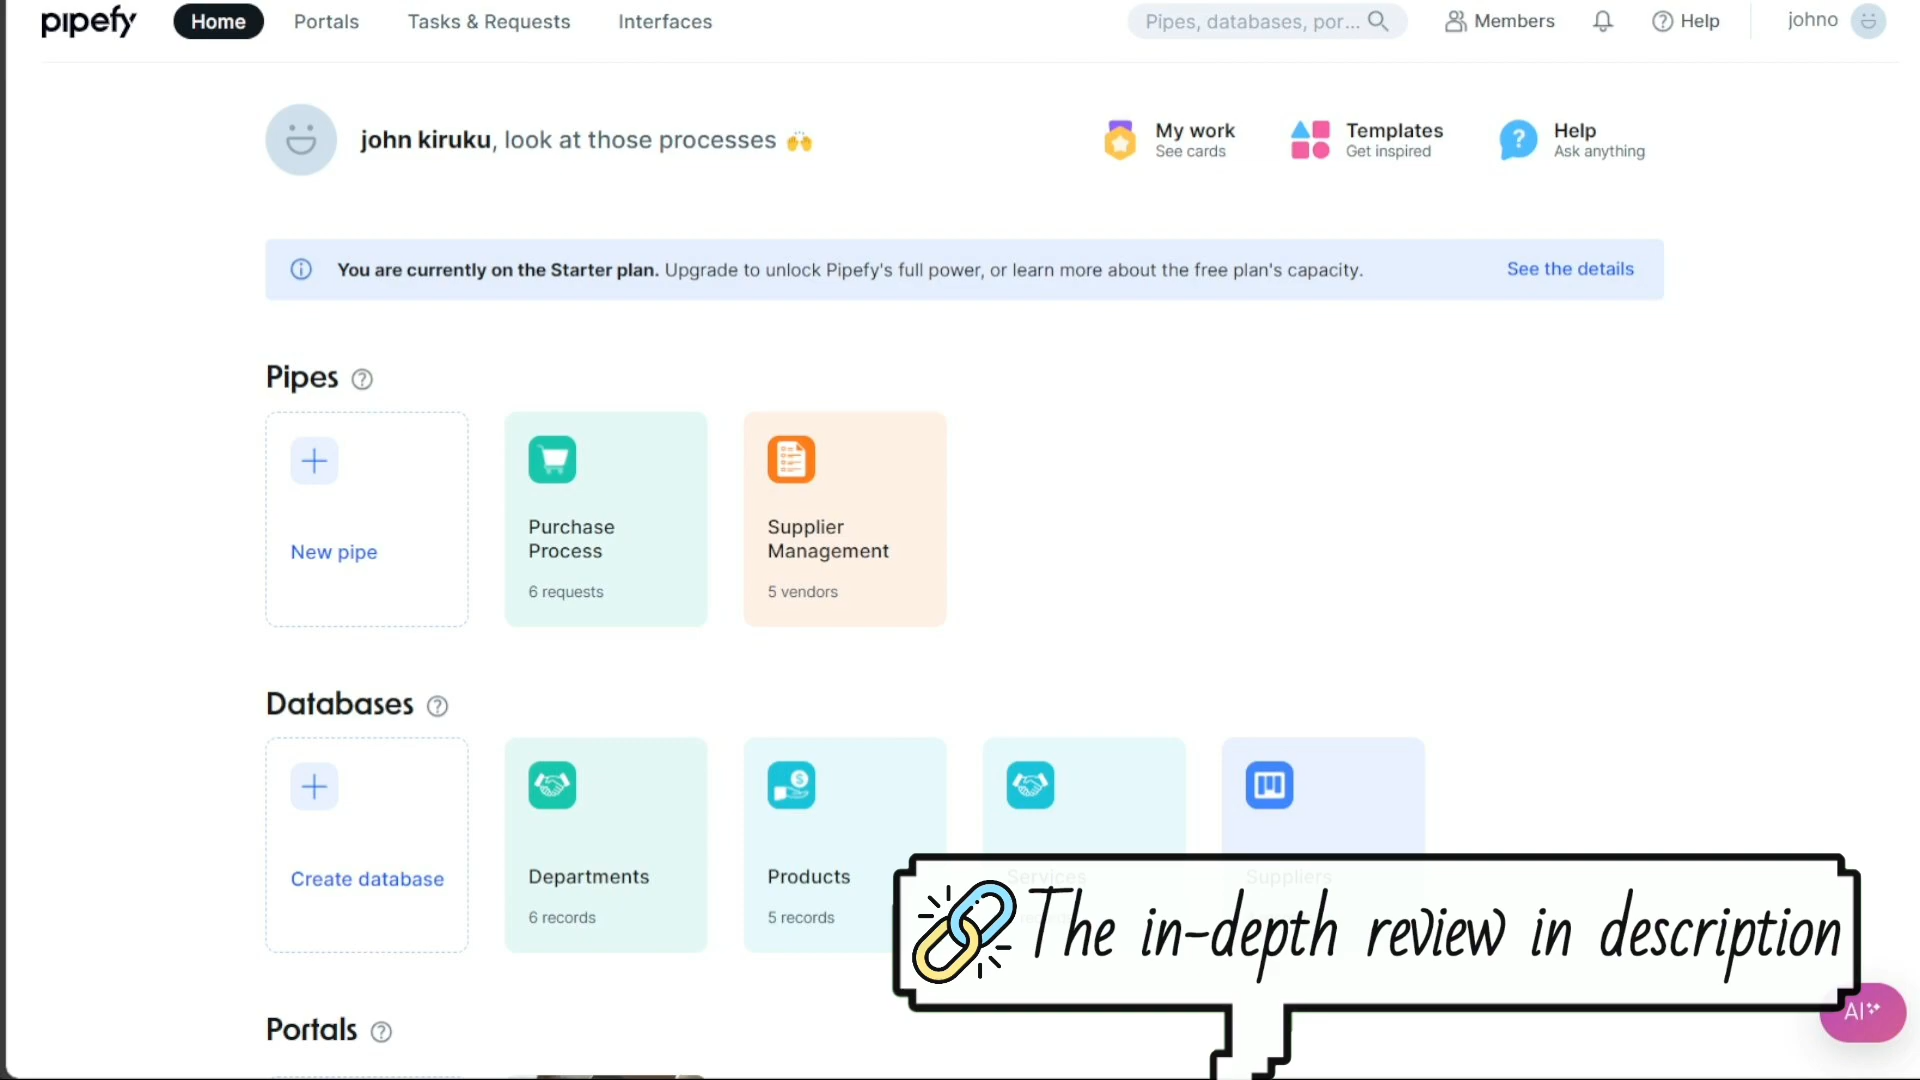 pipefy Home Portals Tasks & Requests Interfaces Pipes, databases, por... Members Help johno
john kiruku, look at those processes 🙌
My work
See cards
Templates
Get inspired
Help
Ask anything
You are currently on the Starter plan. Upgrade to unlock Pipefy's full power, or learn more about the free plan's capacity. See the details
Pipes
New pipe
Purchase
Process
6 requests
Supplier
Management
5 vendors
Databases
Create database
Departments
6 records
Products
5 records
Services
Suppliers
The in-depth review in description
AI
Portals